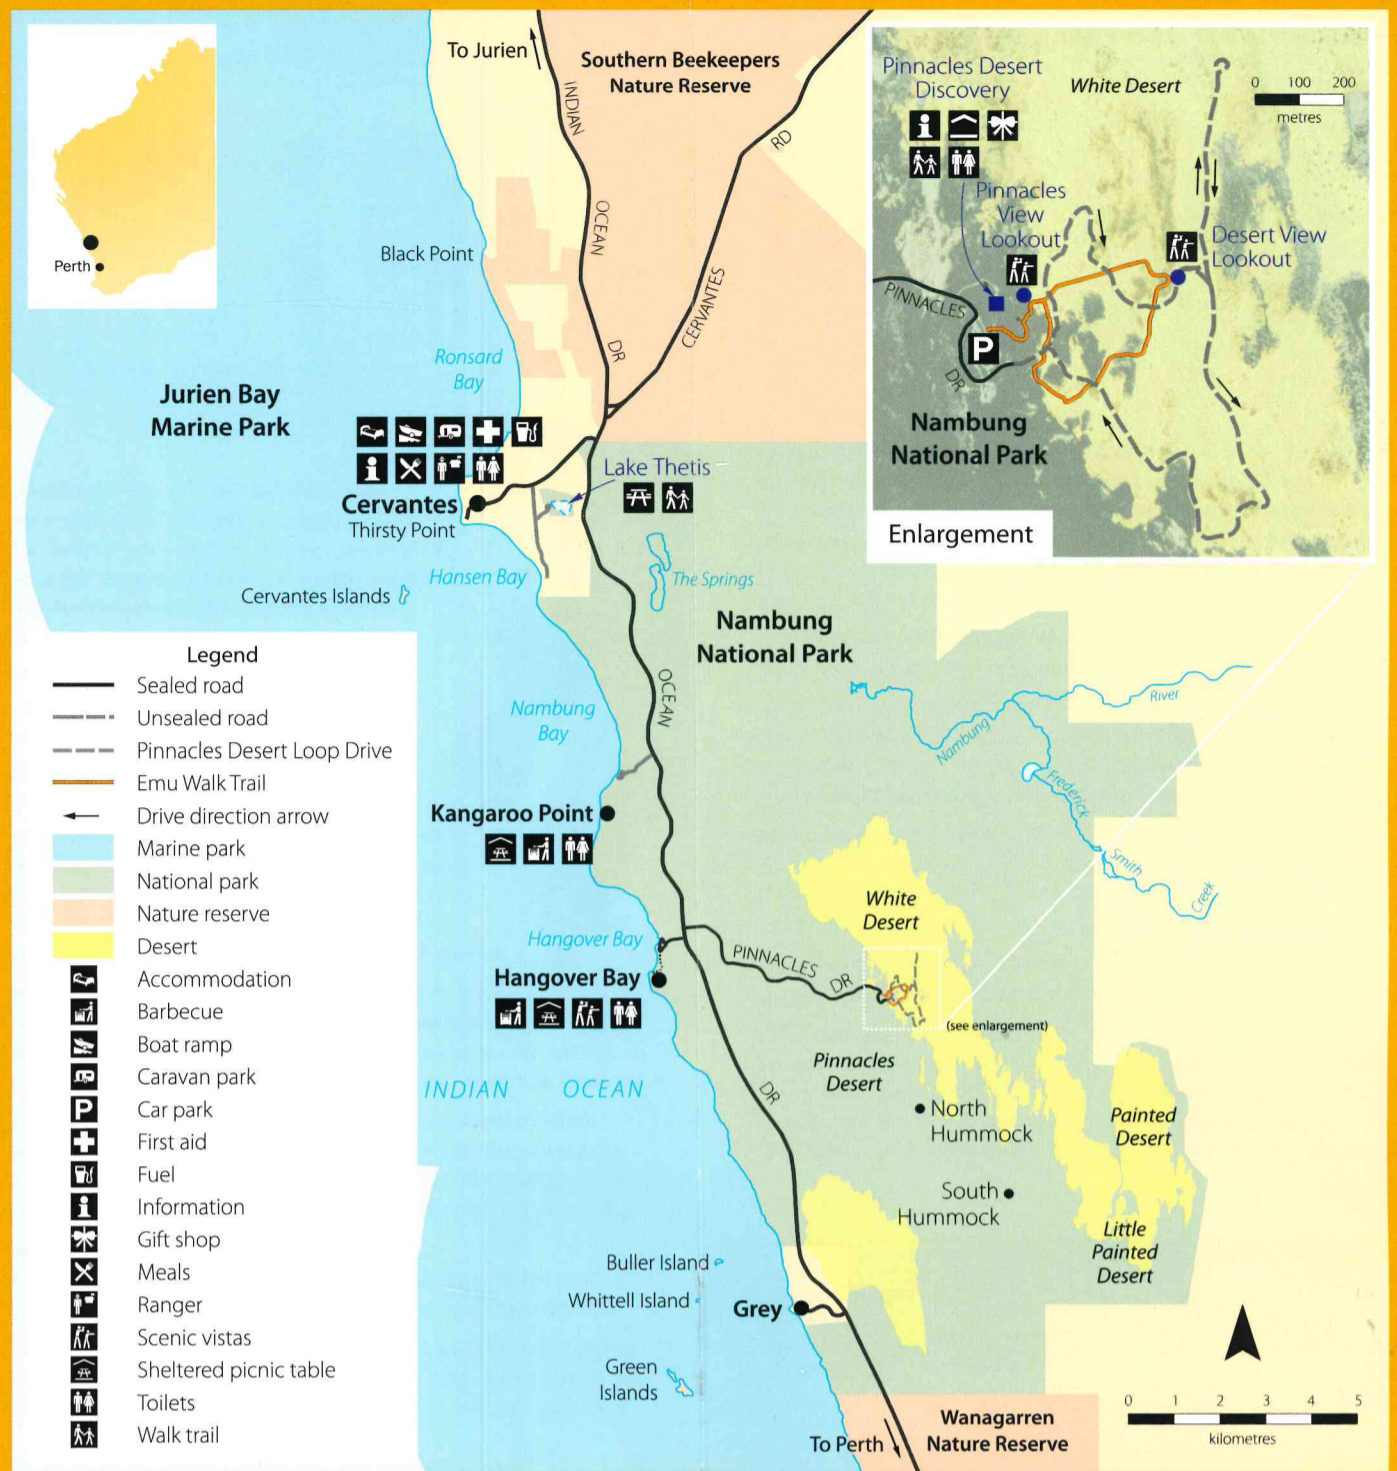 To Jurien
Southern Beekeepers
Nature Reserve
INDIAN
OCEAN
DR
CERVANTES
RD
Perth
Black Point
Ronsard
Bay
Jurien Bay
Marine Park
Cervantes
Thirsty Point
Lake Thetis
Hansen Bay
Cervantes Islands
The Springs
Nambung
National Park
OCEAN
Nambung
Bay
Kangaroo Point
Hangover Bay
Hangover Bay
PINNACLES
DR
INDIAN OCEAN
DR
Nambung
River
Frederick
Smith
Creek
White
Desert
(see enlargement)
Pinnacles
Desert
North
Hummock
South
Hummock
Painted
Desert
Little
Painted
Desert
Buller Island
Whittell Island
Grey
Green
Islands
To Perth
Wanagarren
Nature Reserve
0 1 2 3 4 5
kilometres
Pinnacles Desert
Discovery
i
White Desert
0 100 200
metres
Pinnacles
View
Lookout
Desert View
Lookout
PINNACLES
DR
P
Nambung
National Park
Enlargement
i
Legend
Sealed road
Unsealed road
Pinnacles Desert Loop Drive
Emu Walk Trail
Drive direction arrow
Marine park
National park
Nature reserve
Desert
Accommodation
Barbecue
Boat ramp
Caravan park
P Car park
First aid
Fuel
i Information
Gift shop
Meals
Ranger
Scenic vistas
Sheltered picnic table
Toilets
Walk trail